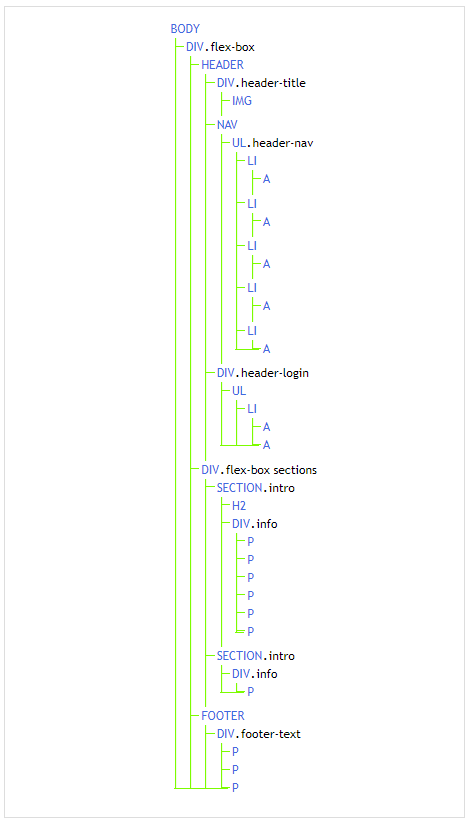 BODY
DIV.flex-box
HEADER
DIV.header-title
IMG
NAV
UL.header-nav
LI
A
LI
A
LI
A
LI
A
LI
A
DIV.header-login
UL
LI
A
A
DIV.flex-box sections
SECTION.intro
H2
DIV.info
P
P
P
P
P
P
SECTION.intro
DIV.info
P
FOOTER
DIV.footer-text
P
P
P